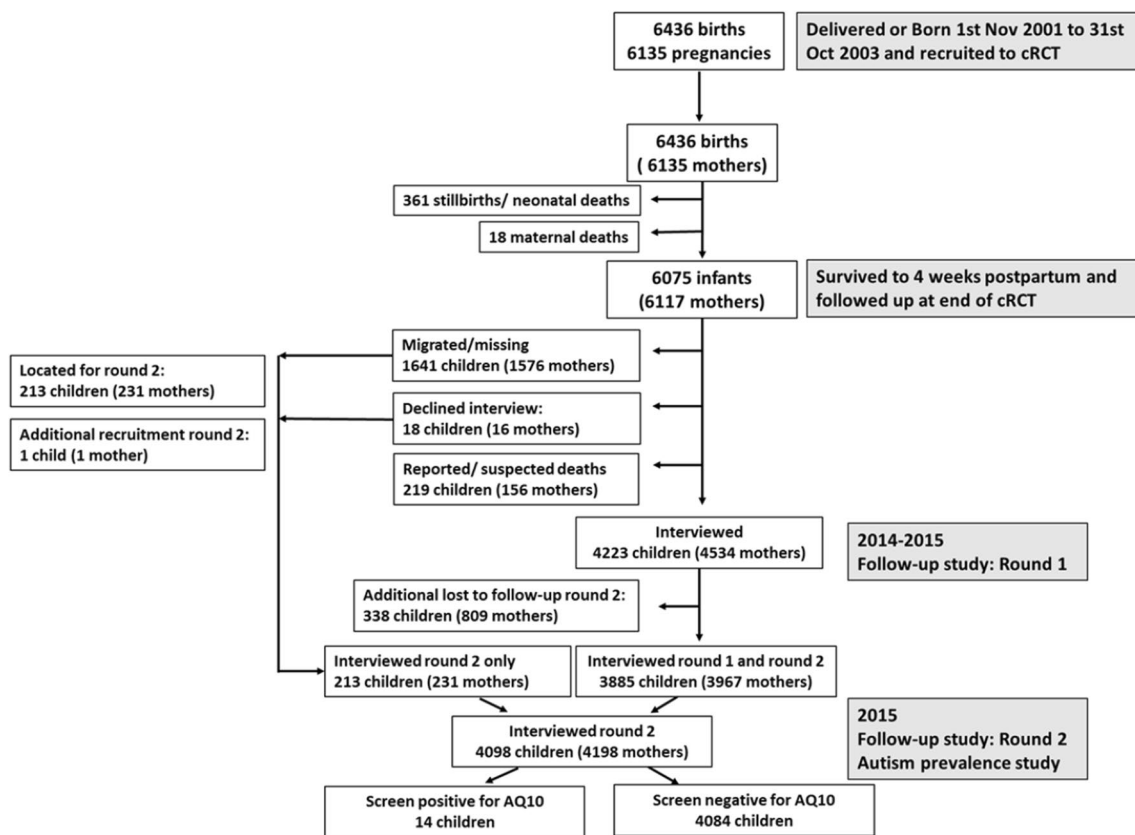 6436 births
6135 pregnancies
Delivered or Born 1st Nov 2001 to 31st
Oct 2003 and recruited to cRCT
6436 births
( 6135 mothers)
361 stillbirths/ neonatal deaths
18 maternal deaths
6075 infants
(6117 mothers)
Survived to 4 weeks postpartum and
followed up at end of cRCT
Migrated/missing
1641 children (1576 mothers)
Located for round 2:
213 children (231 mothers)
Declined interview:
18 children (16 mothers)
Additional recruitment round 2:
1 child (1 mother)
Reported/ suspected deaths
219 children (156 mothers)
Interviewed
4223 children (4534 mothers)
2014-2015
Follow-up study: Round 1
Additional lost to follow-up round 2:
338 children (809 mothers)
Interviewed round 2 only
213 children (231 mothers)
Interviewed round 1 and round 2
3885 children (3967 mothers)
Interviewed round 2
4098 children (4198 mothers)
2015
Follow-up study: Round 2
Autism prevalence study
Screen positive for AQ10
14 children
Screen negative for AQ10
4084 children